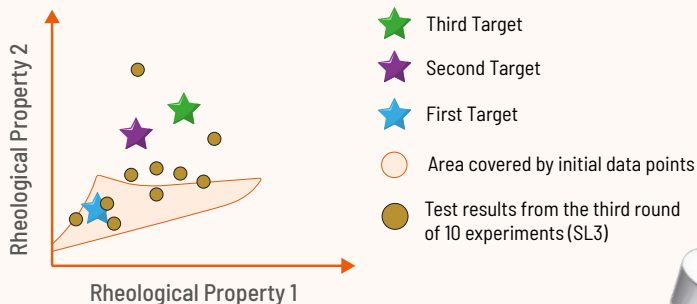 Rheological Property 2
Third Target
Second Target
First Target
Area covered by initial data points
Test results from the third round
of 10 experiments (SL3)
Rheological Property 1